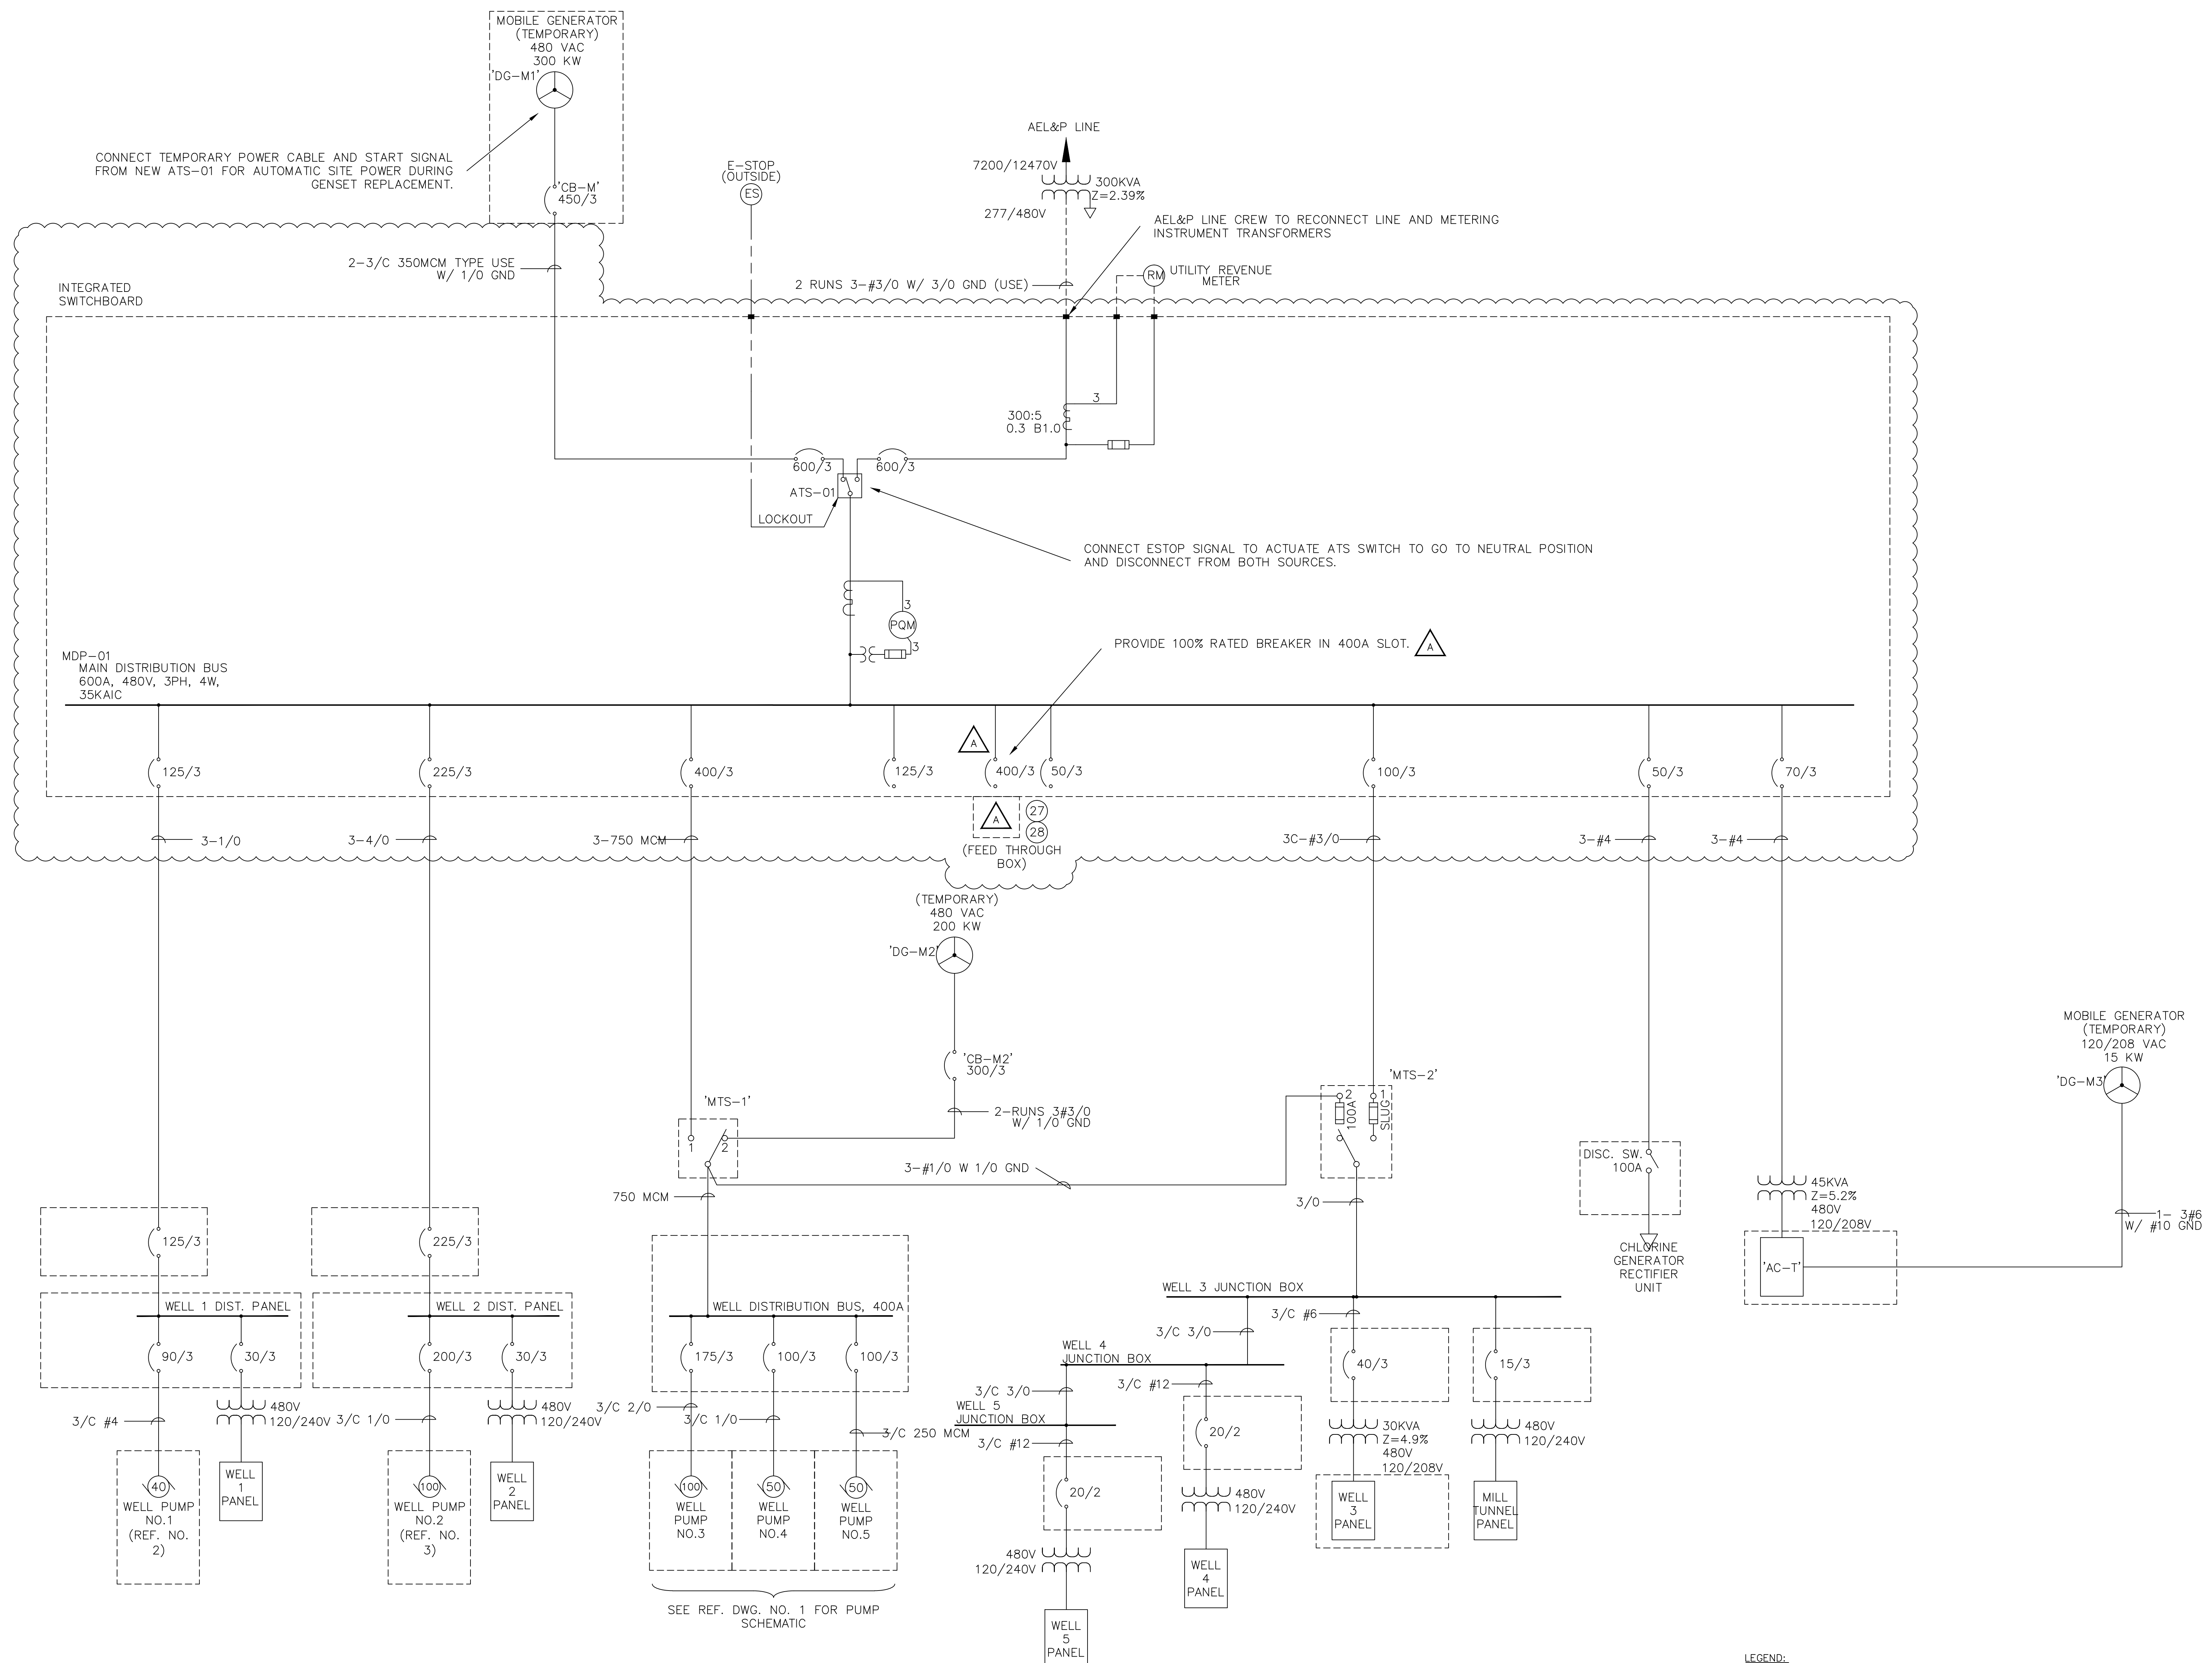 MOBILE GENERATOR
(TEMPORARY)
480 VAC
300 KW
'DG-M1'
CONNECT TEMPORARY POWER CABLE AND START SIGNAL
FROM NEW ATS-01 FOR AUTOMATIC SITE POWER DURING
GENSET REPLACEMENT.
'CB-M'
450/3
E-STOP
(OUTSIDE)
ES
AEL&P LINE
7200/12470V
300KVA
Z=2.39%
277/480V
AEL&P LINE CREW TO RECONNECT LINE AND METERING
INSTRUMENT TRANSFORMERS
2-3/C 350MCM TYPE USE
W/ 1/0 GND
2 RUNS 3-#3/0 W/ 3/0 GND (USE)
RM
UTILITY REVENUE
METER
INTEGRATED
SWITCHBOARD
3
300:5
0.3 B1.0
600/3
600/3
ATS-01
LOCKOUT
CONNECT ESTOP SIGNAL TO ACTUATE ATS SWITCH TO GO TO NEUTRAL POSITION
AND DISCONNECT FROM BOTH SOURCES.
3
PQM
3
PROVIDE 100% RATED BREAKER IN 400A SLOT.
A
MDP-01
MAIN DISTRIBUTION BUS
600A, 480V, 3PH, 4W,
35KAIC
A
125/3
225/3
400/3
125/3
400/3
50/3
100/3
50/3
70/3
A
27
28
(FEED THROUGH
BOX)
3-1/0
3-4/0
3-750 MCM
3C-#3/0
3-#4
3-#4
(TEMPORARY)
480 VAC
200 KW
'DG-M2'
'CB-M2'
300/3
2-RUNS 3#3/0
W/ 1/0 GND
MOBILE GENERATOR
(TEMPORARY)
120/208 VAC
15 KW
'DG-M3'
'MTS-1'
1
2
'MTS-2'
2
1
100A
SLUG
3-#1/0 W 1/0 GND
750 MCM
3/0
DISC. SW.
100A
CHLORINE
GENERATOR
RECTIFIER
UNIT
45KVA
Z=5.2%
480V
120/208V
'AC-T'
1- 3#6
W/ #10 GND
125/3
225/3
WELL 1 DIST. PANEL
90/3
30/3
WELL 2 DIST. PANEL
200/3
30/3
WELL DISTRIBUTION BUS, 400A
175/3
100/3
100/3
WELL 3 JUNCTION BOX
3/C #6
3/C 3/0
WELL 4
JUNCTION BOX
40/3
15/3
3/C 3/0
3/C #12
WELL 5
JUNCTION BOX
3/C #12
20/2
20/2
3/C #4
480V
120/240V
3/C 1/0
480V
120/240V
3/C 2/0
3/C 1/0
3/C 250 MCM
30KVA
Z=4.9%
480V
120/208V
480V
120/240V
40
WELL PUMP
NO.1
(REF. NO.
2)
WELL
1
PANEL
100
WELL PUMP
NO.2
(REF. NO.
3)
WELL
2
PANEL
100
WELL
PUMP
NO.3
50
WELL
PUMP
NO.4
50
WELL
PUMP
NO.5
480V
120/240V
WELL
3
PANEL
MILL
TUNNEL
PANEL
480V
120/240V
WELL
4
PANEL
WELL
5
PANEL
SEE REF. DWG. NO. 1 FOR PUMP
SCHEMATIC
LEGEND: